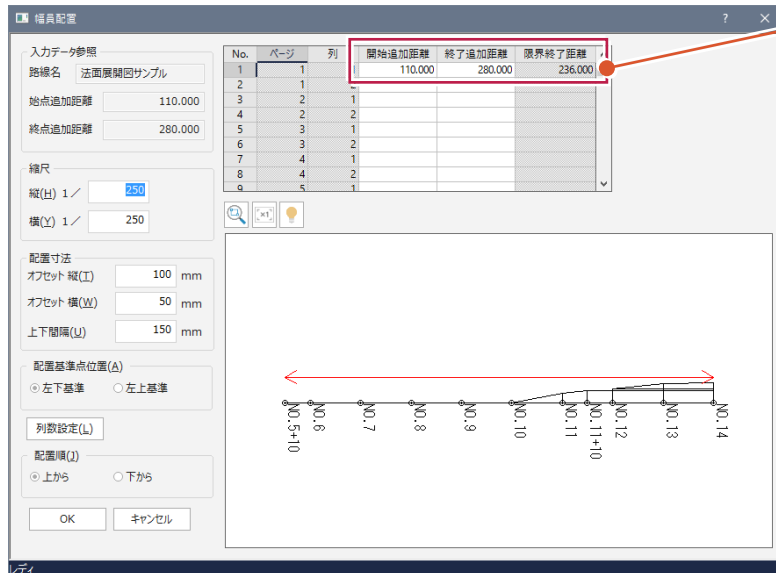 幅員配置
入力データ参照
路線名 法面展開図サンプル
始点追加距離 110.000
終点追加距離 280.000
縮尺
縦(H) 1／ 250
横(Y) 1／ 250
配置寸法
オフセット 縦(T) 100 mm
オフセット 横(W) 50 mm
上下間隔(U) 150 mm
配置基準点位置(A)
左下基準 左上基準
列数設定(L)
配置順(J)
上から 下から
OK キャンセル
No. ページ 列 開始追加距離 終了追加距離 限界終了距離
1 1 1 110.000 280.000 236.000
2 1 2
3 2 1
4 2 2
5 3 1
6 3 2
7 4 1
8 4 2
9 5 1
×1
NO.5+10
NO.6
NO.7
NO.8
NO.9
NO.10
NO.11
NO.11+10
NO.12
NO.13
NO.14
レディ